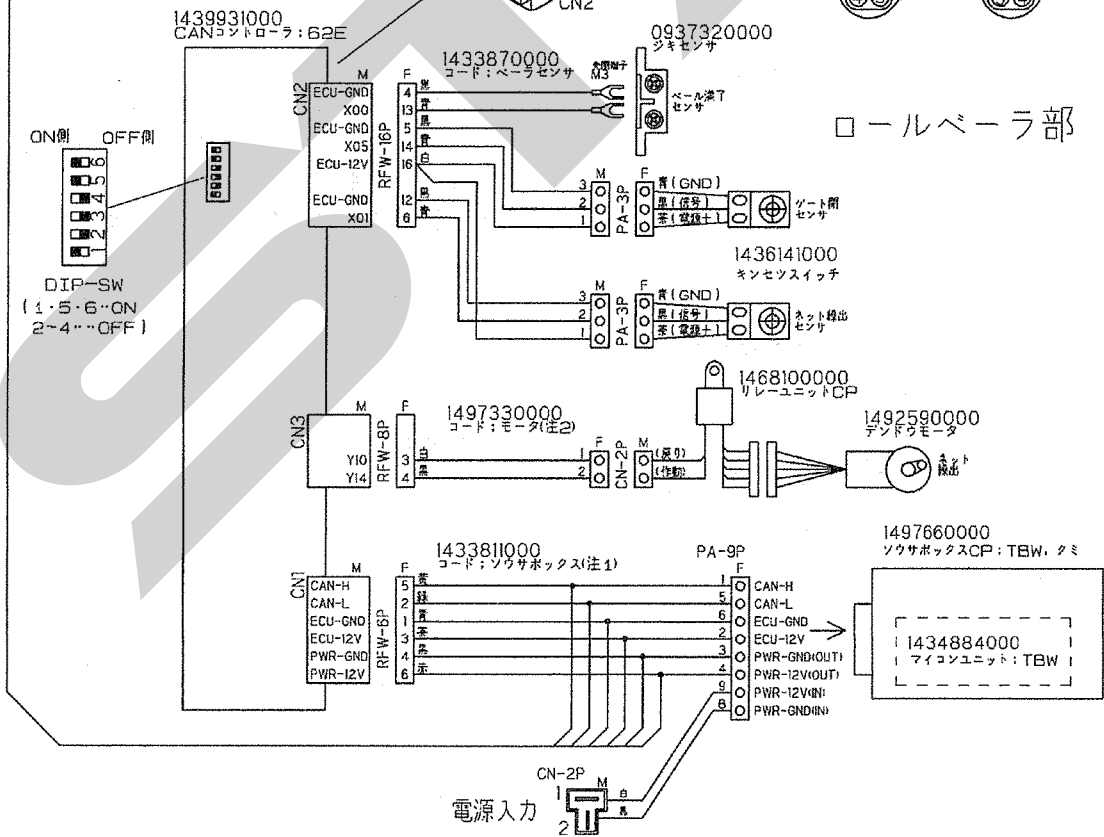 CN2
1439931000
CANコントローラ:62E
1433870000
コード:ベーラセンサ
M3
0937320000
ジキセンサ
ベール満了
センサ
ロールベーラ部
ON側 OFF側
6
5
4
3
2
1
DIP-SW
(1・5・6‥ON
2~4‥‥OFF)
CN2
M
ECU-GND
X00
ECU-GND
X05
ECU-12V
ECU-GND
X01
RFW-16P
F
4 黒
13 青
5 黒
14 青
16 白
12 黒
6 青
M
3
2
1
PA-3P
F
青(GND)
黒(信号)
茶(電源+)
ゲート閉
センサ
1436141000
キンセツスイッチ
M
3
2
1
PA-3P
F
青(GND)
黒(信号)
茶(電源+)
ネット繰出
センサ
CN3
M
Y10
Y14
RFW-8P
F
3 白
4 黒
1497330000
コード:モータ(注2)
F
1
2
CN-2P
M
(戻り)
(作動)
1468100000
リレーユニットCP
1492590000
デンドウモータ
ネット
繰出
CN1
M
CAN-H
CAN-L
ECU-GND
ECU-12V
PWR-GND
PWR-12V
RFW-6P
F
5 黄
2 緑
1 青
3 茶
4 黒
6 赤
1433811000
コード:ソウサボックス(注1)
PA-9P
F
1 CAN-H
5 CAN-L
6 ECU-GND
2 ECU-12V
3 PWR-GND(OUT)
4 PWR-12V(OUT)
9 PWR-12V(IN)
8 PWR-GND(IN)
1497660000
ソウサボックスCP:TBW,クミ
1434884000
マイコンユニット:TBW
電源入力
CN-2P
M
1
2
白
黒